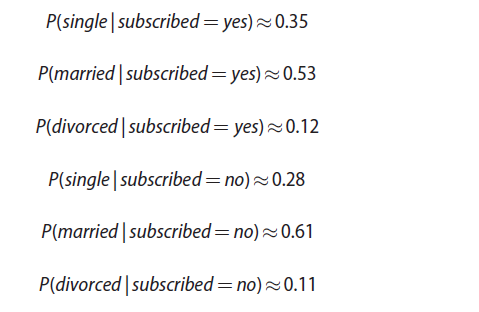 P(single | subscribed = yes) ≈ 0.35
P(married | subscribed = yes) ≈ 0.53
P(divorced | subscribed = yes) ≈ 0.12
P(single | subscribed = no) ≈ 0.28
P(married | subscribed = no) ≈ 0.61
P(divorced | subscribed = no) ≈ 0.11